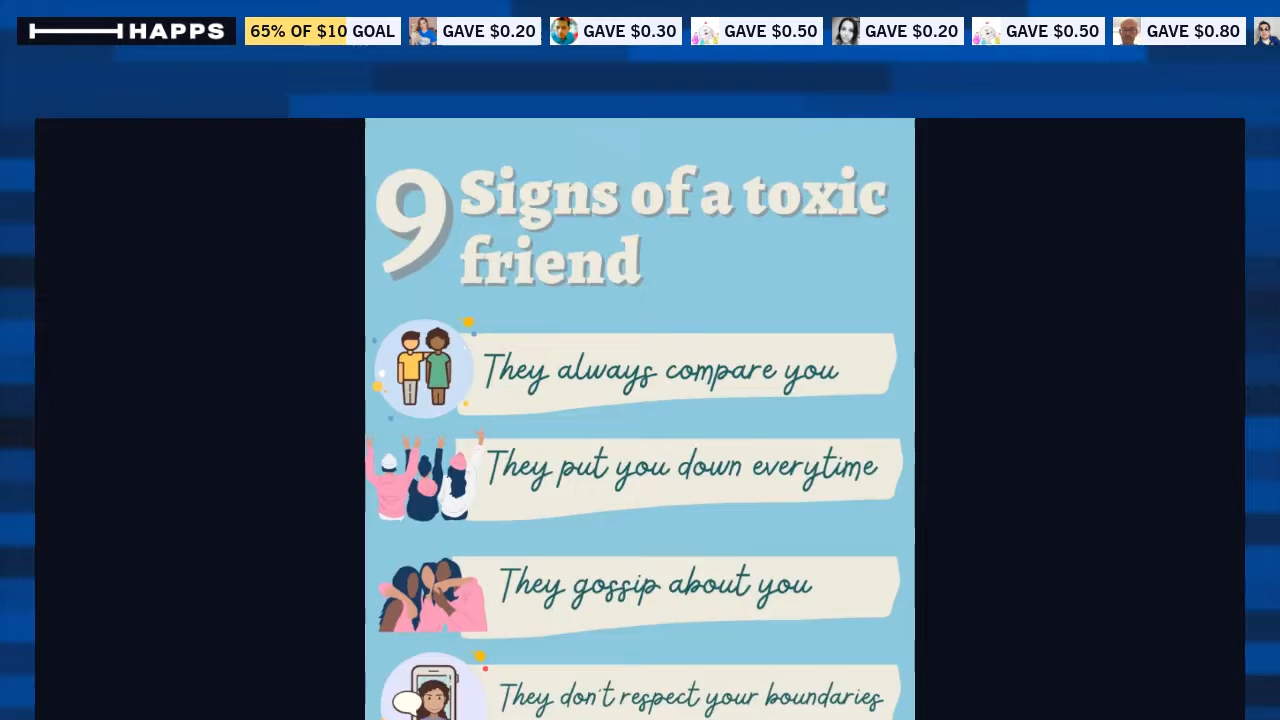 HAPPS
65% OF $10 GOAL
GAVE $0.20
GAVE $0.30
GAVE $0.50
GAVE $0.20
GAVE $0.50
GAVE $0.80
9 Signs of a toxic
friend
They always compare you
They put you down everytime
They gossip about you
They don't respect your boundaries